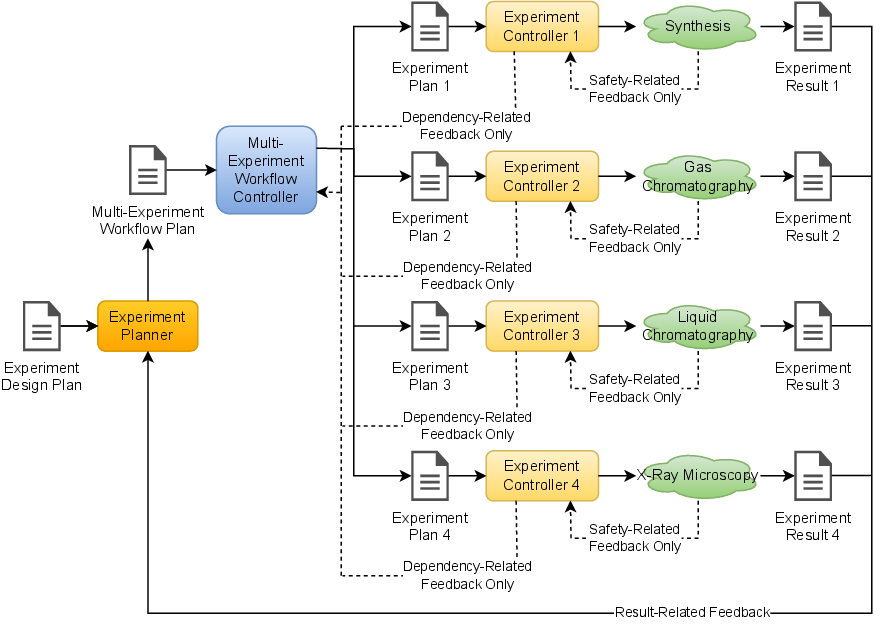 Experiment
Controller 1
Synthesis
Experiment
Plan 1
Safety-Related
Feedback Only
Experiment
Result 1
Dependency-Related
Feedback Only
Multi-
Experiment
Workflow
Controller
Multi-Experiment
Workflow Plan
Experiment
Controller 2
Gas
Chromatography
Experiment
Plan 2
Safety-Related
Feedback Only
Experiment
Result 2
Dependency-Related
Feedback Only
Experiment
Planner
Experiment
Design Plan
Experiment
Controller 3
Liquid
Chromatography
Experiment
Plan 3
Safety-Related
Feedback Only
Experiment
Result 3
Dependency-Related
Feedback Only
Experiment
Controller 4
X-Ray Microscopy
Experiment
Plan 4
Safety-Related
Feedback Only
Experiment
Result 4
Dependency-Related
Feedback Only
Result-Related Feedback